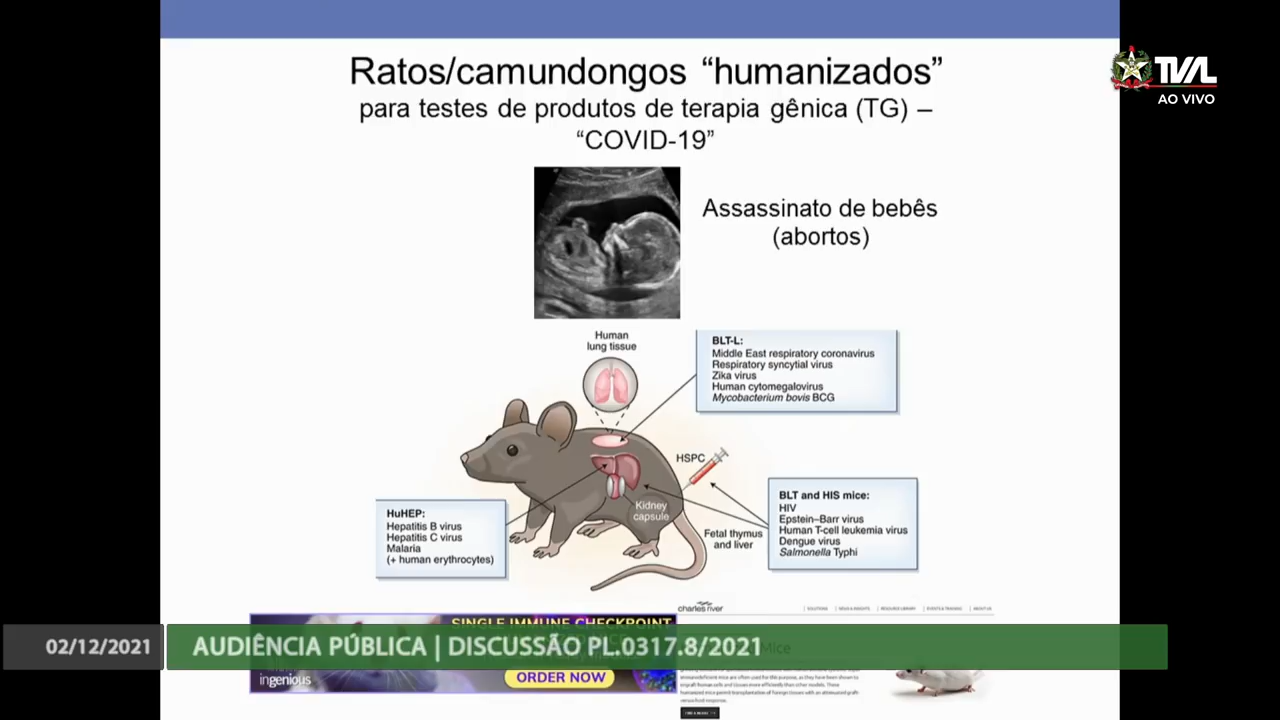 Ratos/camundongos “humanizados”
para testes de produtos de terapia gênica (TG) –
“COVID-19”
TVAL
AO VIVO
Assassinato de bebês
(abortos)
Human
lung tissue
BLT-L:
Middle East respiratory coronavirus
Respiratory syncytial virus
Zika virus
Human cytomegalovirus
Mycobacterium bovis BCG
HSPC
Kidney
capsule
Fetal thymus
and liver
BLT and HIS mice:
HIV
Epstein–Barr virus
Human T-cell leukemia virus
Dengue virus
Salmonella Typhi
HuHEP:
Hepatitis B virus
Hepatitis C virus
Malaria
(+ human erythrocytes)
charles river
SINGLE IMMUNE CHECKPOINT
ingenious
ORDER NOW
Mice
02/12/2021
AUDIÊNCIA PÚBLICA | DISCUSSÃO PL.0317.8/2021